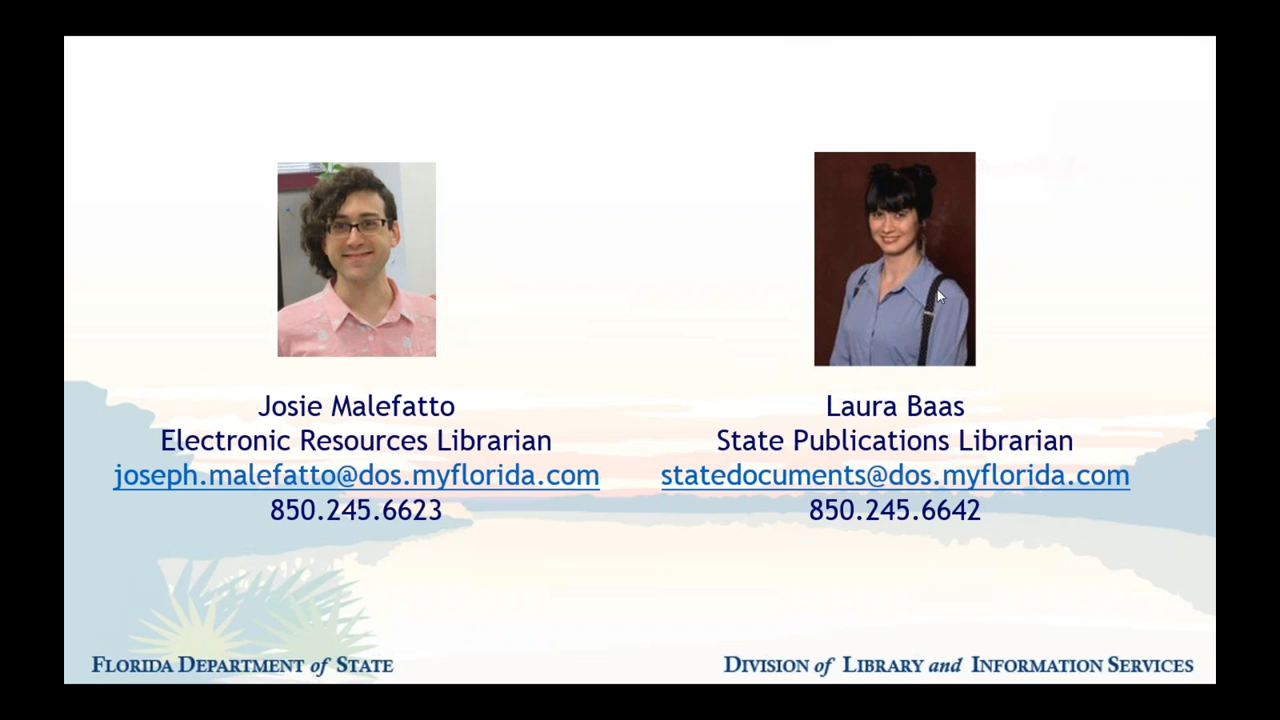 Josie Malefatto
Electronic Resources Librarian
joseph.malefatto@dos.myflorida.com
850.245.6623
Laura Baas
State Publications Librarian
statedocuments@dos.myflorida.com
850.245.6642
FLORIDA DEPARTMENT of STATE
DIVISION of LIBRARY and INFORMATION SERVICES